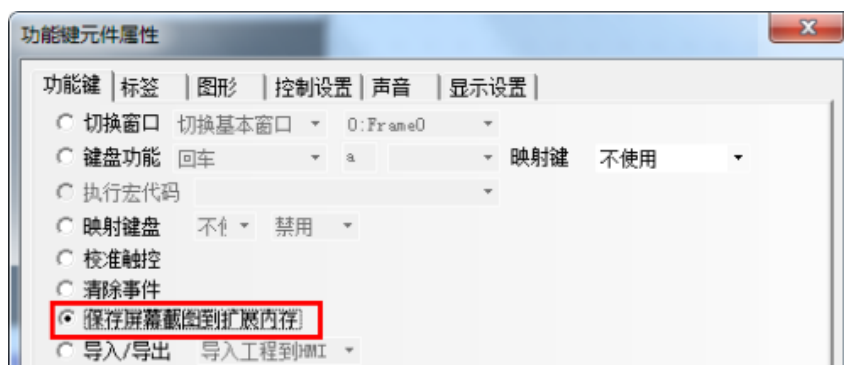 功能键元件属性
功能键 标签 图形 控制设置 声音 显示设置
切换窗口 切换基本窗口 0:Frame0
键盘功能 回车 a 映射键 不使用
执行宏代码
映射键盘 不 禁用
校准触控
清除事件
保存屏幕截图到扩展内存
导入/导出 导入工程到HMI